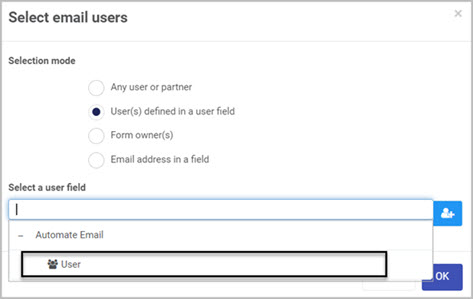 Select email users
×
Selection mode
Any user or partner
User(s) defined in a user field
Form owner(s)
Email address in a field
Select a user field
– Automate Email
User
OK